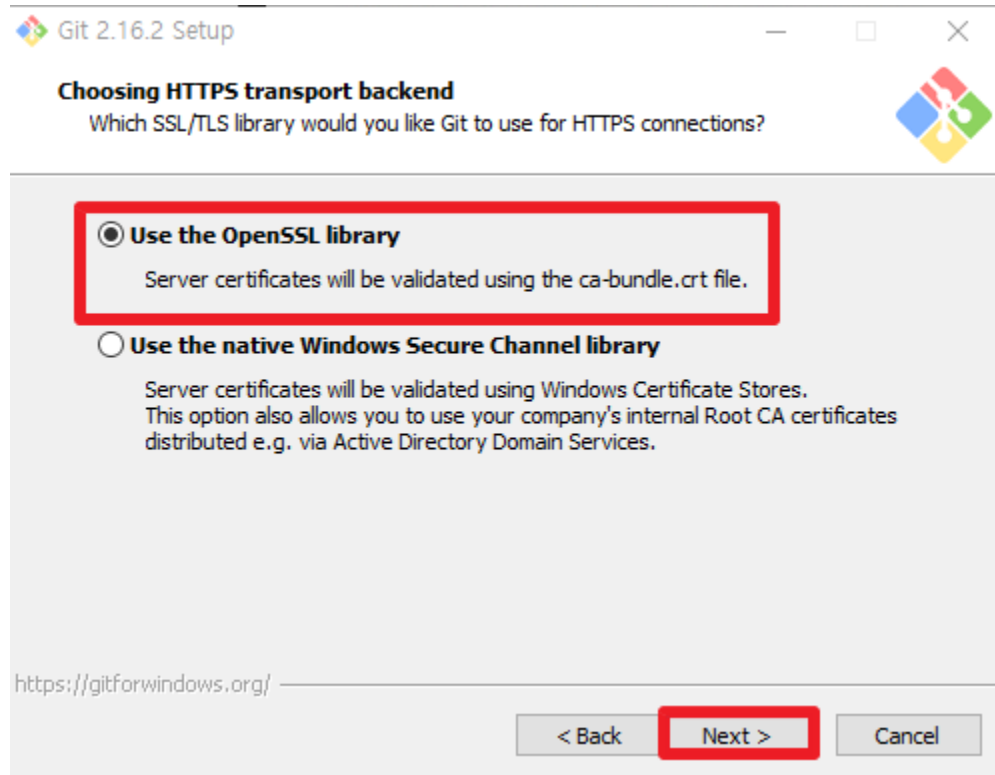 Git 2.16.2 Setup
Choosing HTTPS transport backend
Which SSL/TLS library would you like Git to use for HTTPS connections?
Use the OpenSSL library
Server certificates will be validated using the ca-bundle.crt file.
Use the native Windows Secure Channel library
Server certificates will be validated using Windows Certificate Stores.
This option also allows you to use your company's internal Root CA certificates
distributed e.g. via Active Directory Domain Services.
https://gitforwindows.org/
< Back Next > Cancel